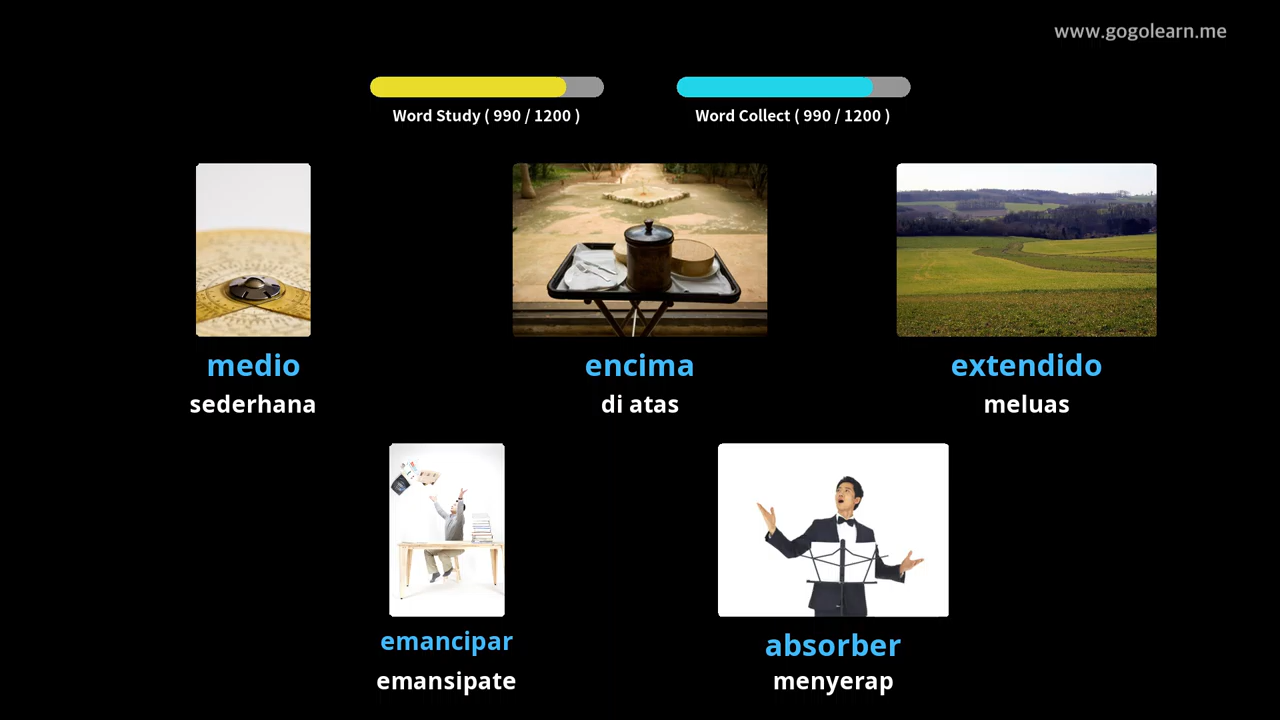 www.gogolearn.me
Word Study ( 990 / 1200 )
Word Collect ( 990 / 1200 )
medio
sederhana
encima
di atas
extendido
meluas
emancipar
emansipate
absorber
menyerap